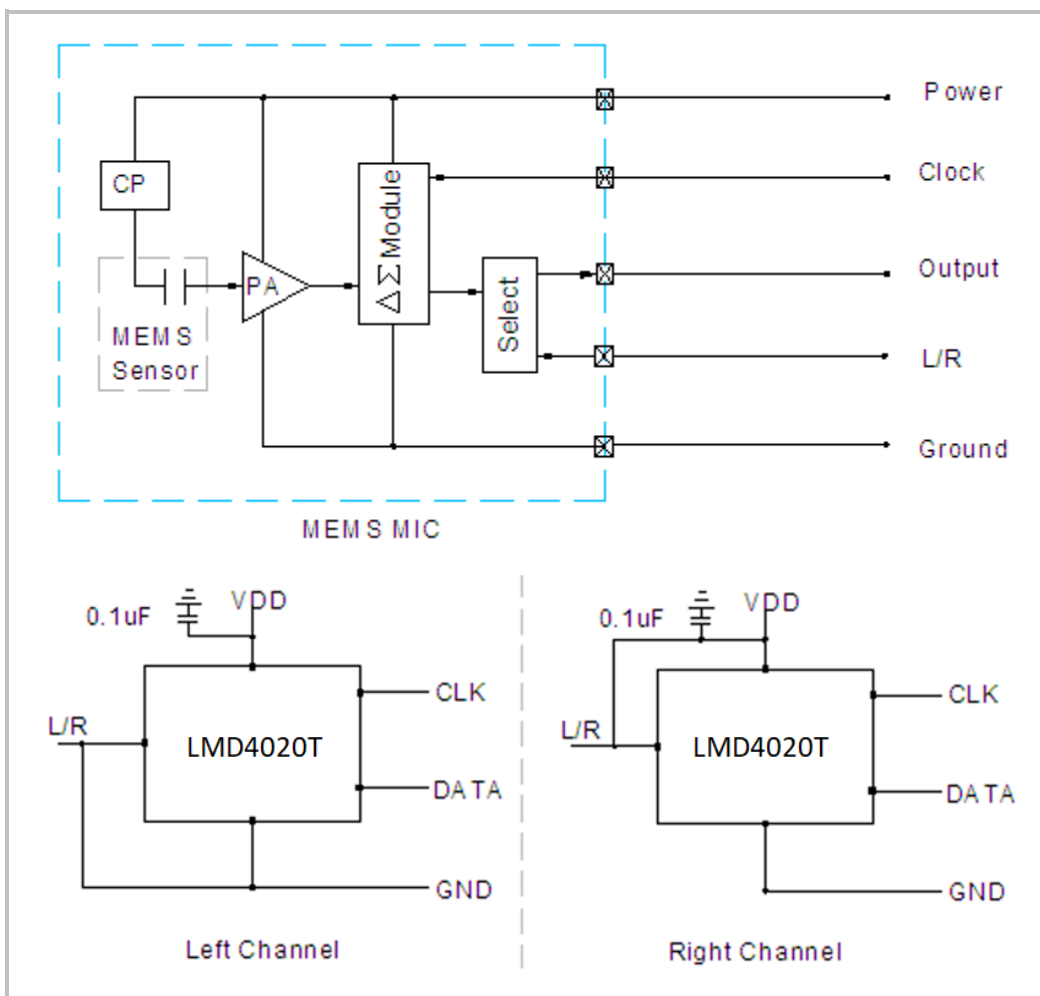 Power
CP
Clock
ΔΣ Module
PA
Output
Select
MEMS
Sensor
L/R
Ground
MEMS MIC
0.1uF
VDD
CLK
L/R
LMD4020T
DATA
GND
Left Channel
0.1uF
VDD
CLK
L/R
LMD4020T
DATA
GND
Right Channel